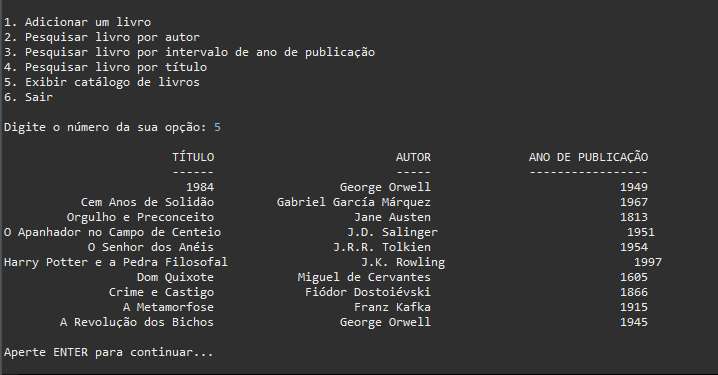 1. Adicionar um livro
2. Pesquisar livro por autor
3. Pesquisar livro por intervalo de ano de publicação
4. Pesquisar livro por título
5. Exibir catálogo de livros
6. Sair
Digite o número da sua opção: 5
TÍTULO AUTOR ANO DE PUBLICAÇÃO
------ ----- -----------------
1984 George Orwell 1949
Cem Anos de Solidão Gabriel García Márquez 1967
Orgulho e Preconceito Jane Austen 1813
O Apanhador no Campo de Centeio J.D. Salinger 1951
O Senhor dos Anéis J.R.R. Tolkien 1954
Harry Potter e a Pedra Filosofal J.K. Rowling 1997
Dom Quixote Miguel de Cervantes 1605
Crime e Castigo Fiódor Dostoiévski 1866
A Metamorfose Franz Kafka 1915
A Revolução dos Bichos George Orwell 1945
Aperte ENTER para continuar...